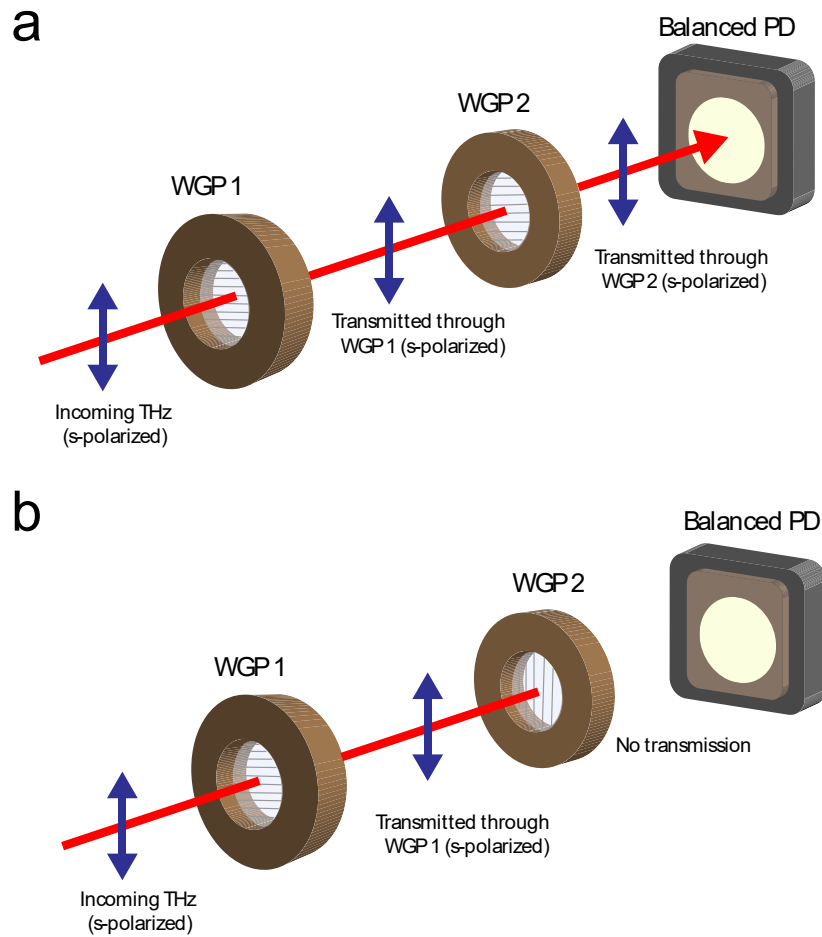 a
Balanced PD
WGP 2
WGP 1
Transmitted through
WGP 2 (s-polarized)
Transmitted through
WGP 1 (s-polarized)
Incoming THz
(s-polarized)
b
Balanced PD
WGP 2
WGP 1
No transmission
Transmitted through
WGP 1 (s-polarized)
Incoming THz
(s-polarized)